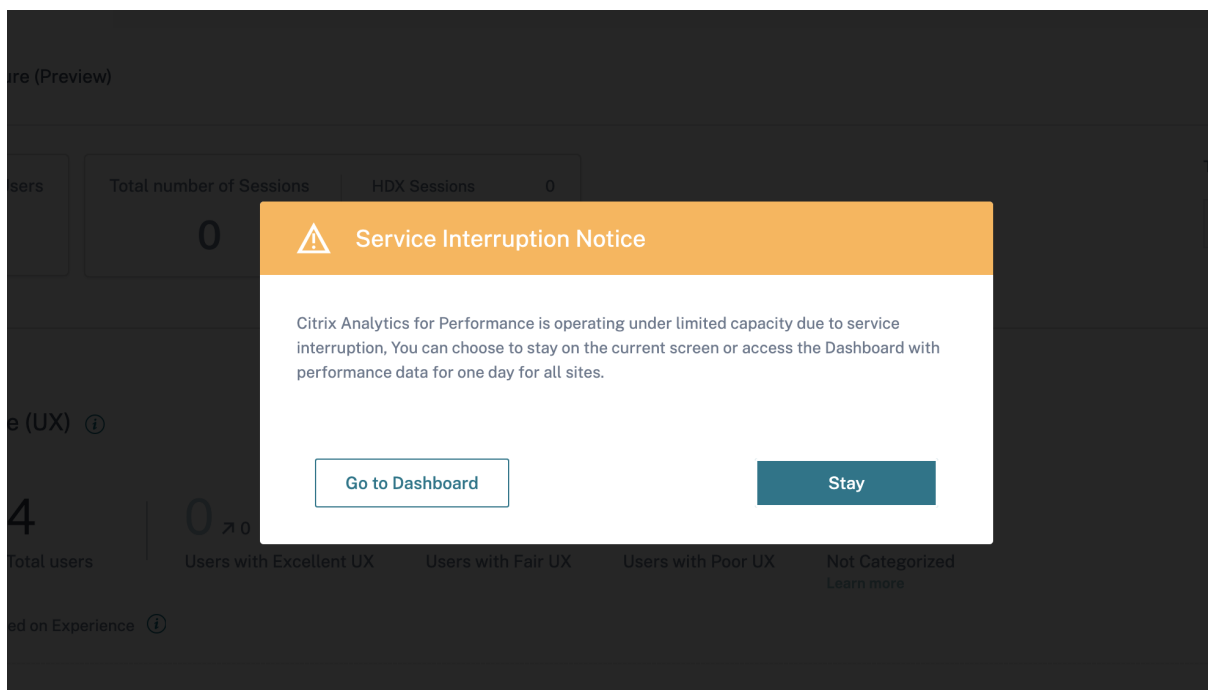 ure (Preview)
Users
Total number of Sessions
HDX Sessions
0
0
Service Interruption Notice
Citrix Analytics for Performance is operating under limited capacity due to service
interruption, You can choose to stay on the current screen or access the Dashboard with
performance data for one day for all sites.
Go to Dashboard
Stay
e (UX)
4
0
0
Total users
Users with Excellent UX
Users with Fair UX
Users with Poor UX
Not Categorized
Learn more
ed on Experience